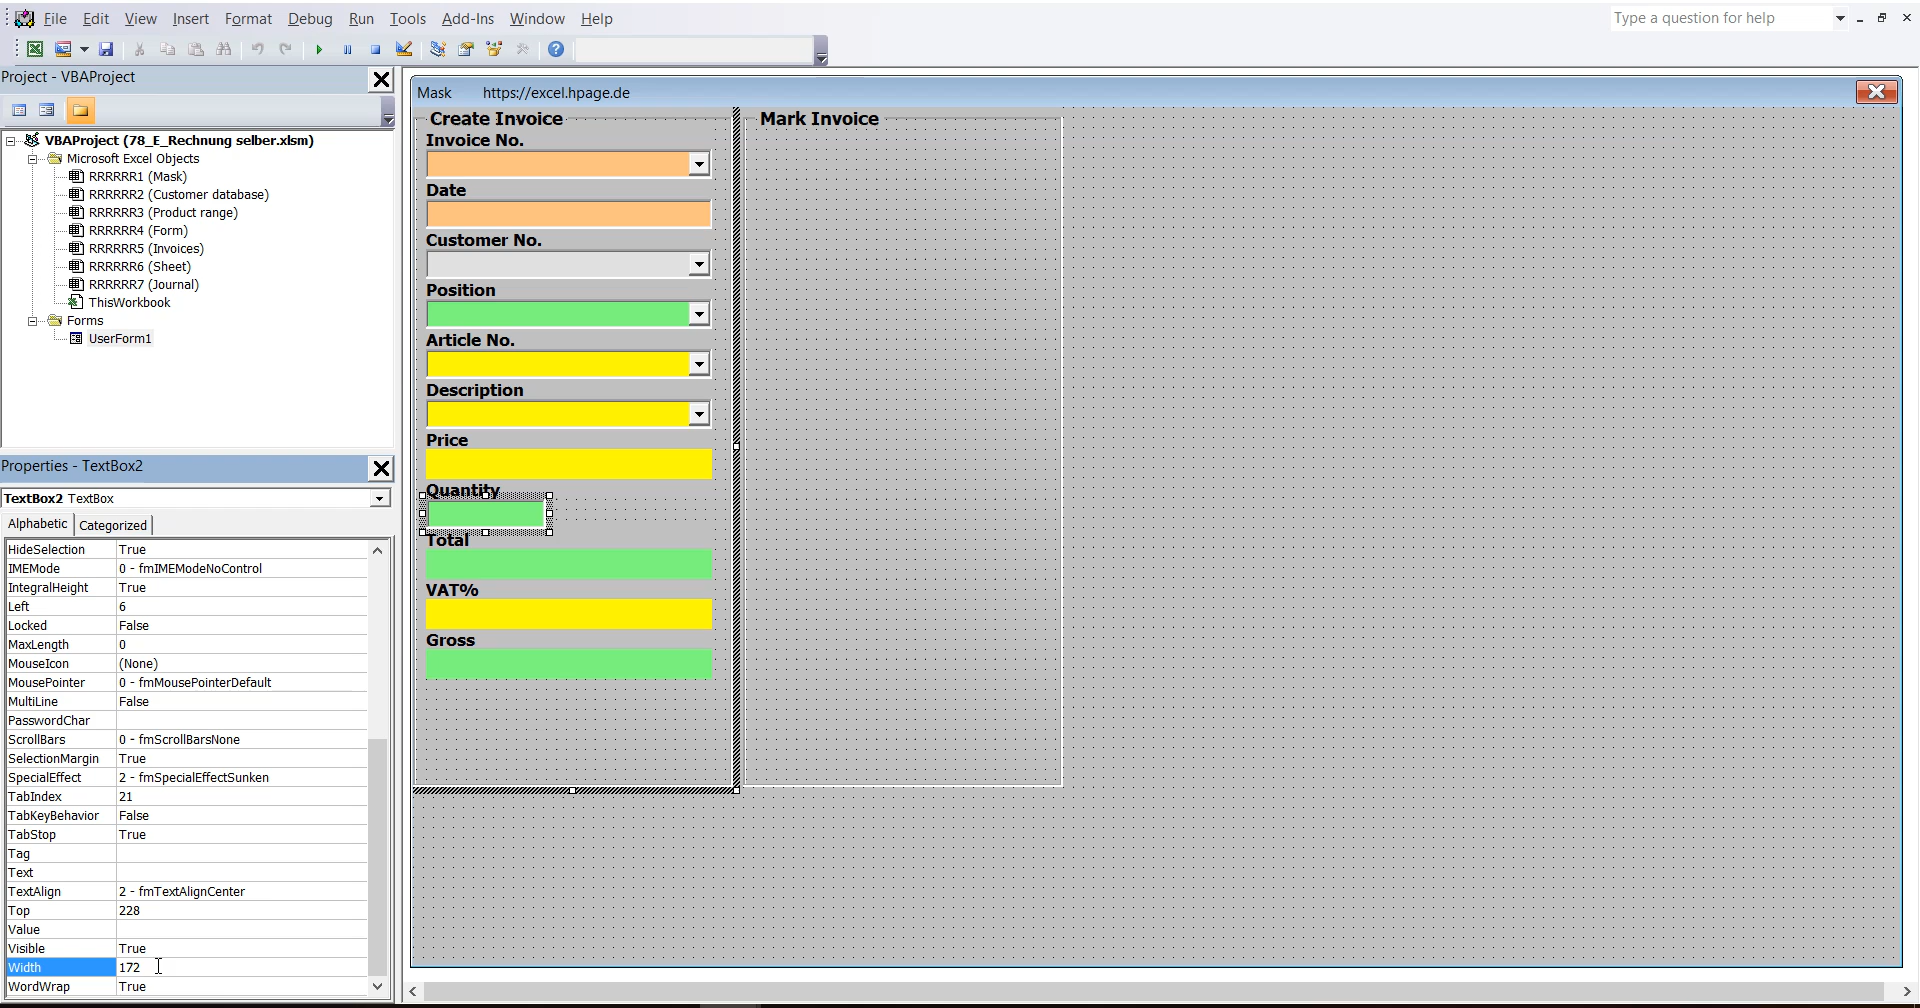 File Edit View Insert Format Debug Run Tools Add-Ins Window Help
Type a question for help
Project - VBAProject
VBAProject (78_E_Rechnung selber.xlsm)
Microsoft Excel Objects
RRRRRR1 (Mask)
RRRRRR2 (Customer database)
RRRRRR3 (Product range)
RRRRRR4 (Form)
RRRRRR5 (Invoices)
RRRRRR6 (Sheet)
RRRRRR7 (Journal)
ThisWorkbook
Forms
UserForm1
Properties - TextBox2
TextBox2 TextBox
Alphabetic Categorized
HideSelection True
IMEMode 0 - fmIMEModeNoControl
IntegralHeight True
Left 6
Locked False
MaxLength 0
MouseIcon (None)
MousePointer 0 - fmMousePointerDefault
MultiLine False
PasswordChar
ScrollBars 0 - fmScrollBarsNone
SelectionMargin True
SpecialEffect 2 - fmSpecialEffectSunken
TabIndex 21
TabKeyBehavior False
TabStop True
Tag
Text
TextAlign 2 - fmTextAlignCenter
Top 228
Value
Visible True
Width 172
WordWrap True
Mask https://excel.hpage.de
Create Invoice
Invoice No.
Date
Customer No.
Position
Article No.
Description
Price
Quantity
Total
VAT%
Gross
Mark Invoice